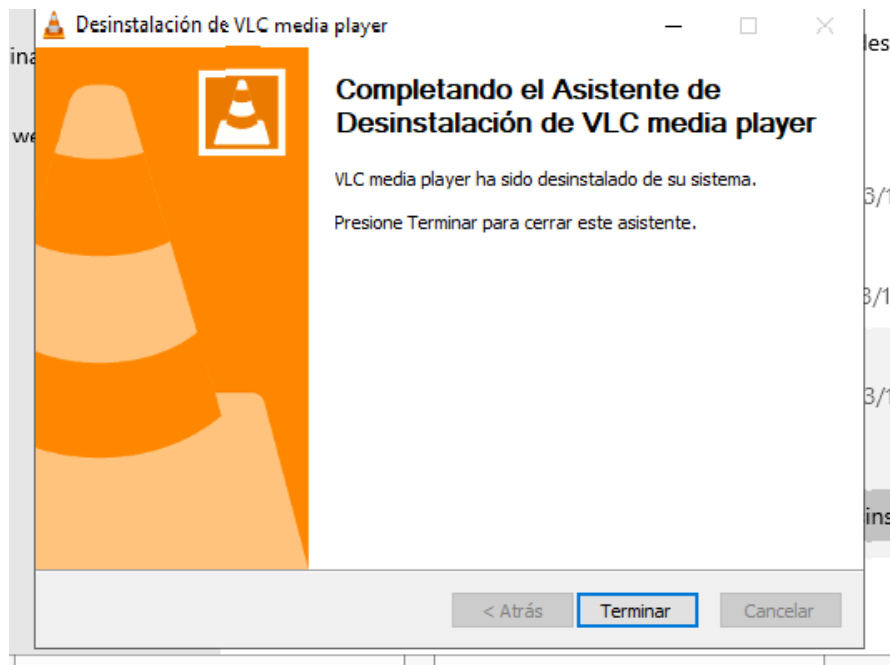 Desinstalación de VLC media player
Completando el Asistente de
Desinstalación de VLC media player
VLC media player ha sido desinstalado de su sistema.
Presione Terminar para cerrar este asistente.
< Atrás
Terminar
Cancelar